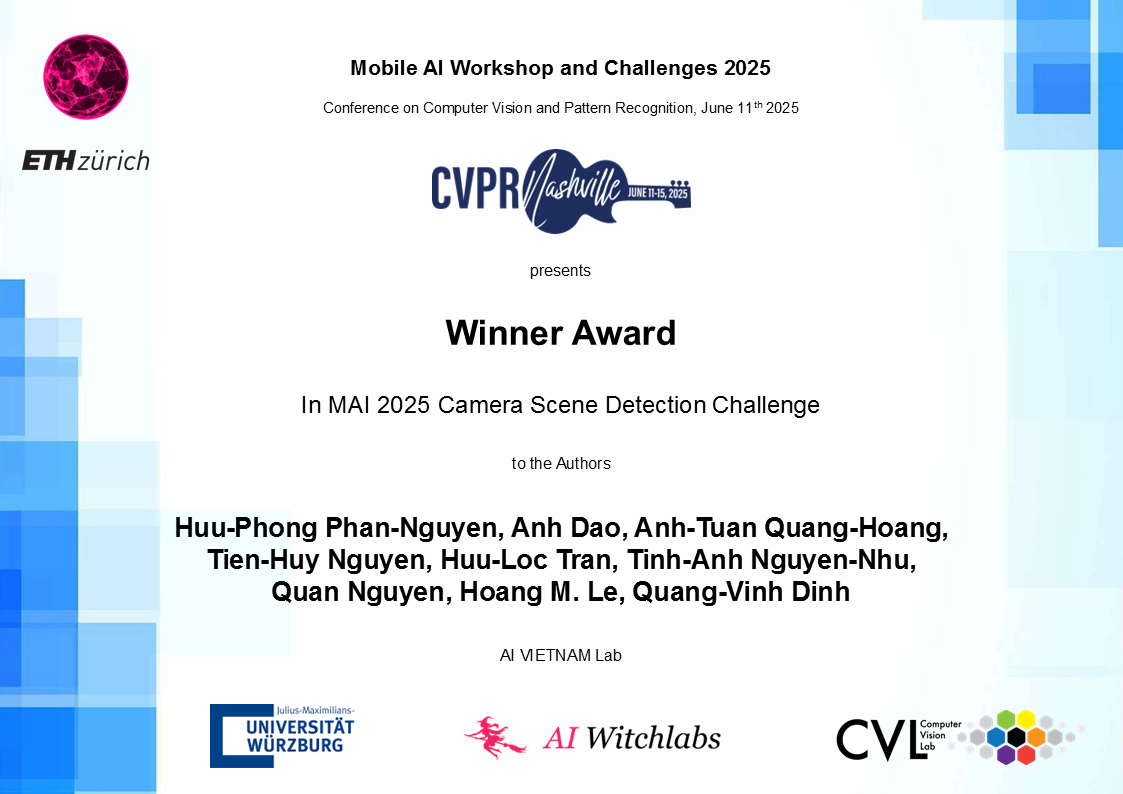 Mobile AI Workshop and Challenges 2025
Conference on Computer Vision and Pattern Recognition, June 11th 2025
ETH zürich
CVPR Nashville JUNE 11-15, 2025
presents
Winner Award
In MAI 2025 Camera Scene Detection Challenge
to the Authors
Huu-Phong Phan-Nguyen, Anh Dao, Anh-Tuan Quang-Hoang,
Tien-Huy Nguyen, Huu-Loc Tran, Tinh-Anh Nguyen-Nhu,
Quan Nguyen, Hoang M. Le, Quang-Vinh Dinh
AI VIETNAM Lab
Julius-Maximilians-
UNIVERSITÄT
WÜRZBURG
AI Witchlabs
CVL Computer
Vision
Lab